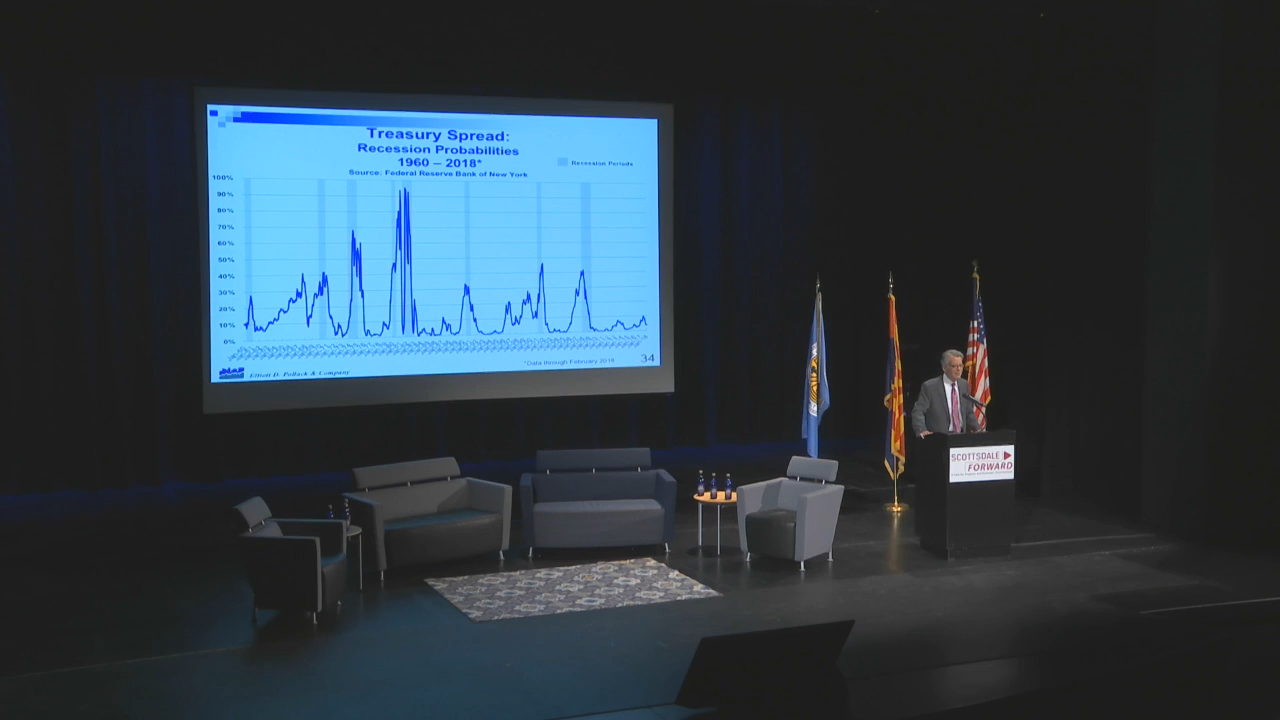 Treasury Spread:
Recession Probabilities
1960 – 2018*
Source: Federal Reserve Bank of New York
Recession Periods
100%
90%
80%
70%
60%
50%
40%
30%
20%
10%
0%
*Data through February 2018
34
Elliott D. Pollack & Company
SCOTTSDALE
FORWARD